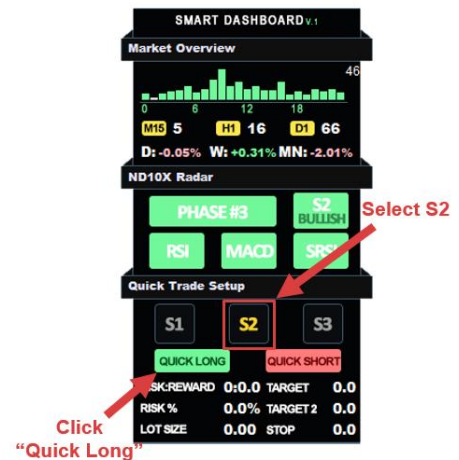 SMART DASHBOARD V.1
Market Overview
46
0 6 12 18
M15 5 H1 16 D1 66
D: -0.05% W: +0.31% MN: -2.01%
ND10X Radar
PHASE #3 S2
BULLISH
Select S2
RSI MACD SRSI
Quick Trade Setup
S1 S2 S3
QUICK LONG QUICK SHORT
SK:REWARD 0:0.0 TARGET 0.0
RISK % 0.0% TARGET 2 0.0
LOT SIZE 0.00 STOP 0.0
Click
“Quick Long”